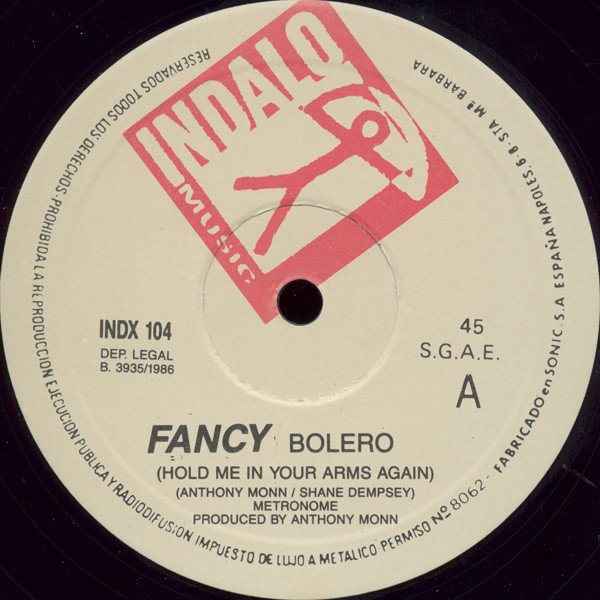 INDALO
MUSIC
INDX 104
DEP. LEGAL
B. 3935/1986
45
S.G.A.E.
A
FANCY BOLERO
(HOLD ME IN YOUR ARMS AGAIN)
(ANTHONY MONN / SHANE DEMPSEY)
METRONOME
PRODUCED BY ANTHONY MONN
RESERVADOS TODOS LOS DERECHOS-PROHIBIDA LA REPRODUCCION EJECUCION PUBLICA Y RADIODIFUSION IMPUESTO DE LUJO A METALICO-PERMISO Nº 8062- FABRICADO en SONIC. S.A ESPAÑA NAPOLES. 6-8-STA Mª BARBARA